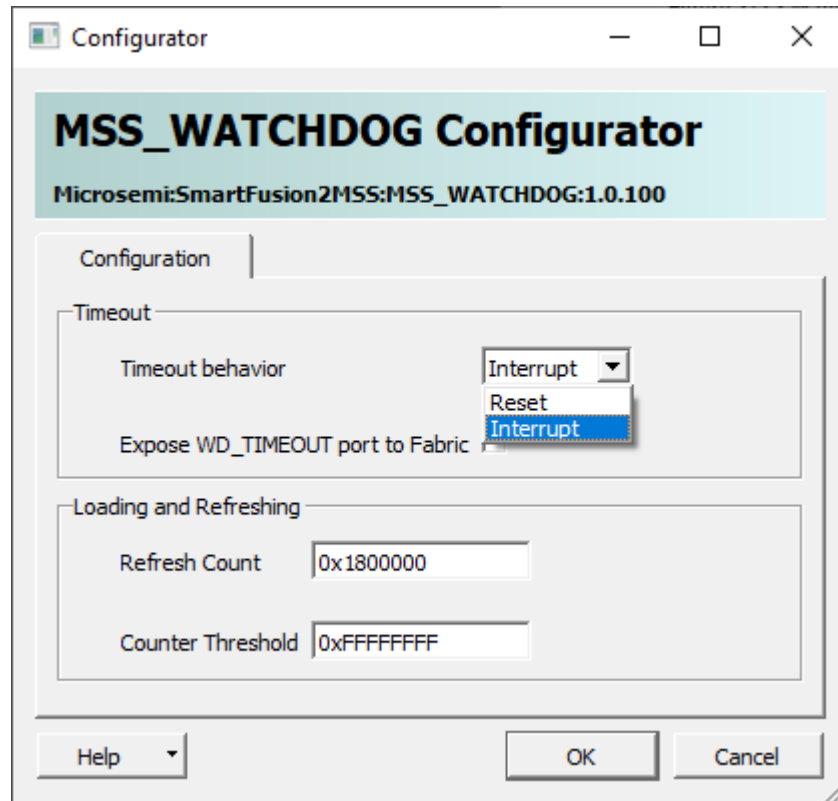 Configurator
MSS_WATCHDOG Configurator
Microsemi:SmartFusion2MSS:MSS_WATCHDOG:1.0.100
Configuration
Timeout
Timeout behavior
Interrupt
Reset
Interrupt
Expose WD_TIMEOUT port to Fabric
Loading and Refreshing
Refresh Count
0x1800000
Counter Threshold
0xFFFFFFFF
Help
OK
Cancel